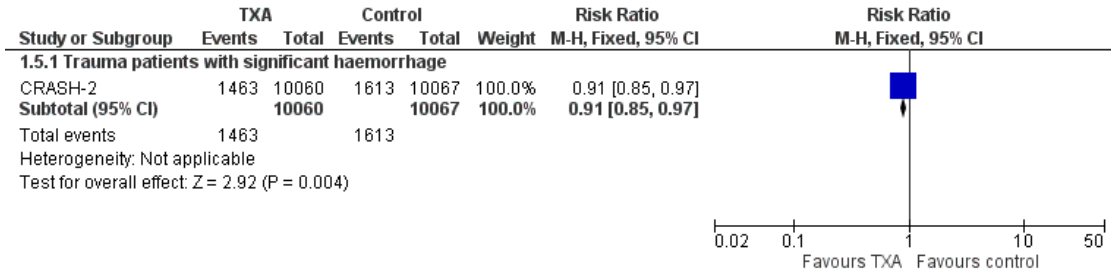 TXA Control Risk Ratio Risk Ratio
Study or Subgroup Events Total Events Total Weight M-H, Fixed, 95% CI M-H, Fixed, 95% CI
1.5.1 Trauma patients with significant haemorrhage
CRASH-2 1463 10060 1613 10067 100.0% 0.91 [0.85, 0.97]
Subtotal (95% CI) 10060 10067 100.0% 0.91 [0.85, 0.97]
Total events 1463 1613
Heterogeneity: Not applicable
Test for overall effect: Z = 2.92 (P = 0.004)
0.02 0.1 1 10 50
Favours TXA Favours control